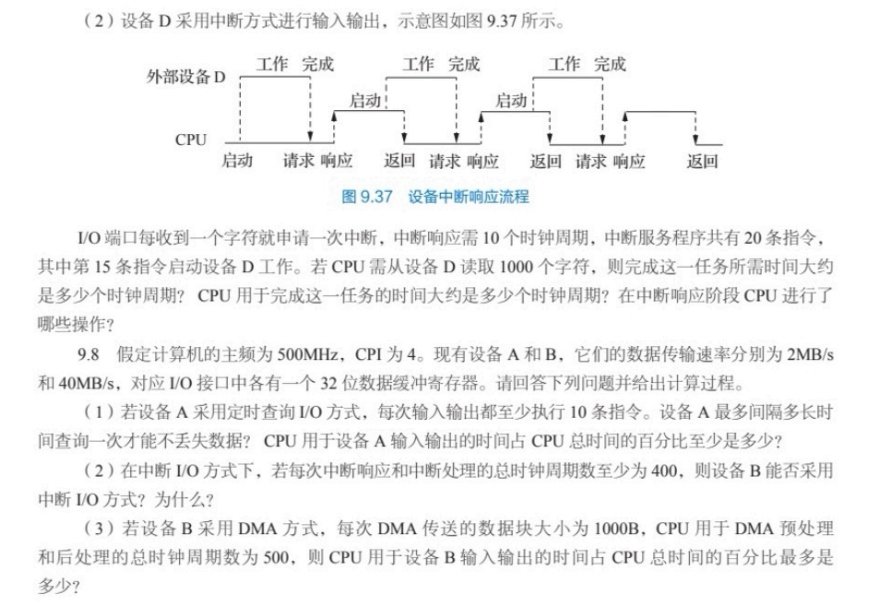 （2）设备 D 采用中断方式进行输入输出，示意图如图 9.37 所示。
工作 完成 工作 完成 工作 完成
外部设备 D
启动 启动
CPU
启动 请求 响应 返回 请求 响应 返回 请求 响应 返回
图 9.37 设备中断响应流程
I/O 端口每收到一个字符就申请一次中断，中断响应需 10 个时钟周期，中断服务程序共有 20 条指令，
其中第 15 条指令启动设备 D 工作。若 CPU 需从设备 D 读取 1000 个字符，则完成这一任务所需时间大约
是多少个时钟周期？ CPU 用于完成这一任务的时间大约是多少个时钟周期？在中断响应阶段 CPU 进行了
哪些操作？
9.8 假定计算机的主频为 500MHz，CPI 为 4。现有设备 A 和 B，它们的数据传输速率分别为 2MB/s
和 40MB/s，对应 I/O 接口中各有一个 32 位数据缓冲寄存器。请回答下列问题并给出计算过程。
（1）若设备 A 采用定时查询 I/O 方式，每次输入输出都至少执行 10 条指令。设备 A 最多间隔多长时
间查询一次才能不丢失数据？ CPU 用于设备 A 输入输出的时间占 CPU 总时间的百分比至少是多少？
（2）在中断 I/O 方式下，若每次中断响应和中断处理的总时钟周期数至少为 400，则设备 B 能否采用
中断 I/O 方式？为什么？
（3）若设备 B 采用 DMA 方式，每次 DMA 传送的数据块大小为 1000B，CPU 用于 DMA 预处理
和后处理的总时钟周期数为 500，则 CPU 用于设备 B 输入输出的时间占 CPU 总时间的百分比最多是
多少？